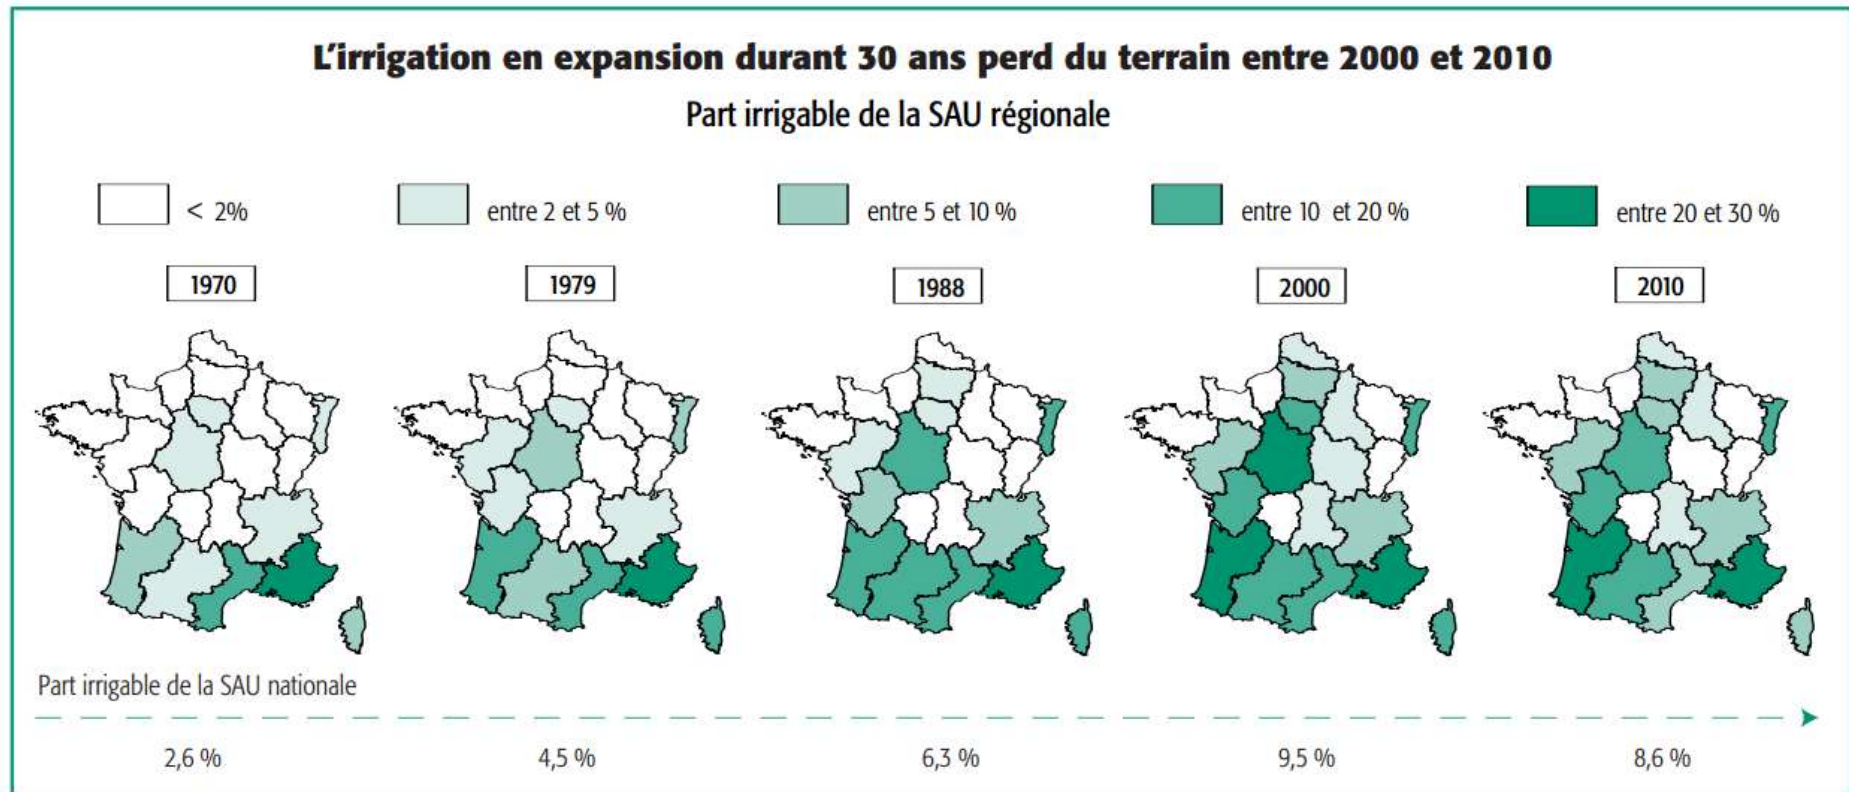 L'irrigation en expansion durant 30 ans perd du terrain entre 2000 et 2010
Part irrigable de la SAU régionale
< 2%
entre 2 et 5 %
entre 5 et 10 %
entre 10 et 20 %
entre 20 et 30 %
1970
1979
1988
2000
2010
Part irrigable de la SAU nationale
2,6 %
4,5 %
6,3 %
9,5 %
8,6 %